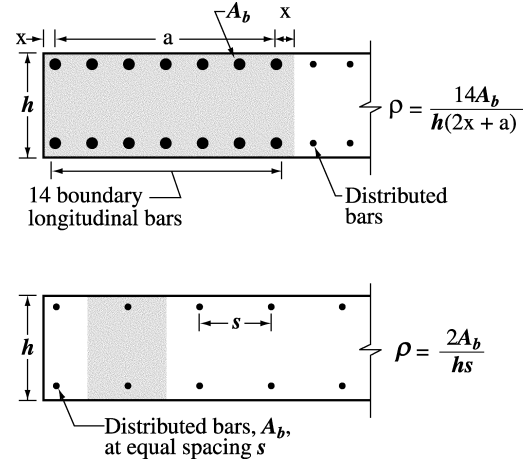 A_b
x
a
x
h
ρ = 14A_b / h(2x + a)
14 boundary
longitudinal bars
Distributed
bars
s
h
ρ = 2A_b / hs
Distributed bars, A_b,
at equal spacing s